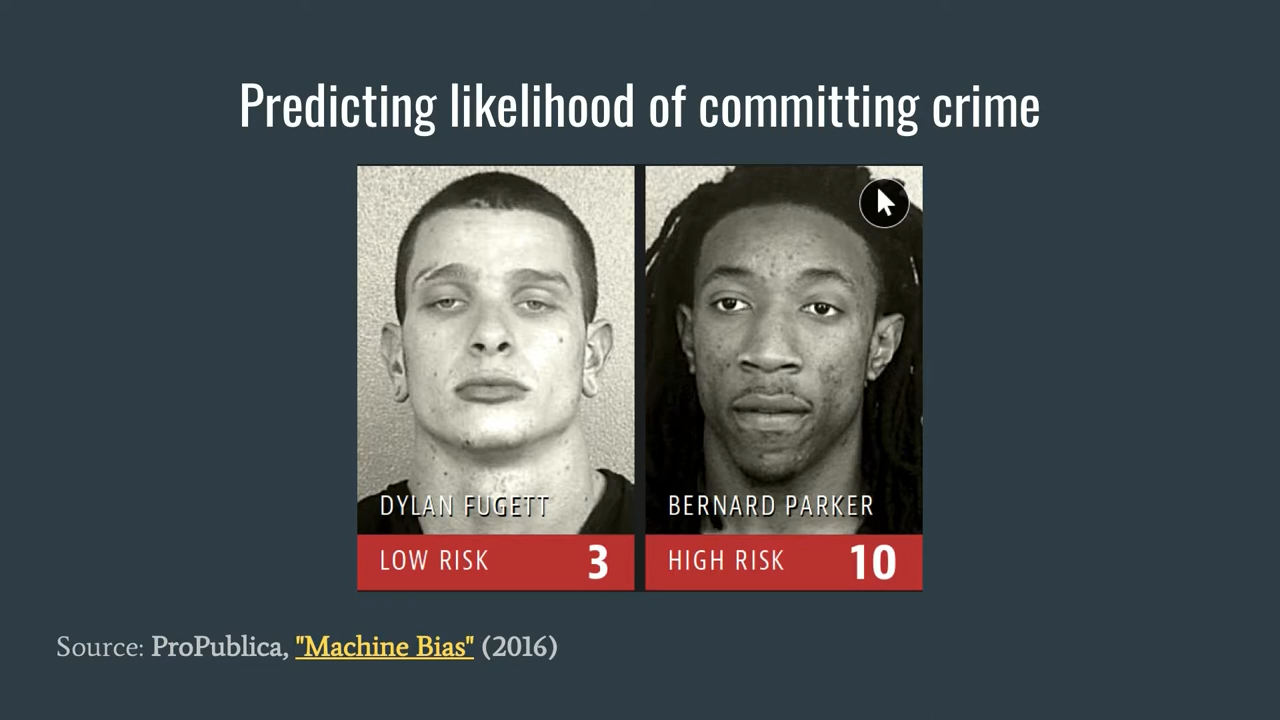 Predicting likelihood of committing crime
DYLAN FUGETT
LOW RISK 3
BERNARD PARKER
HIGH RISK 10
Source: ProPublica, "Machine Bias" (2016)